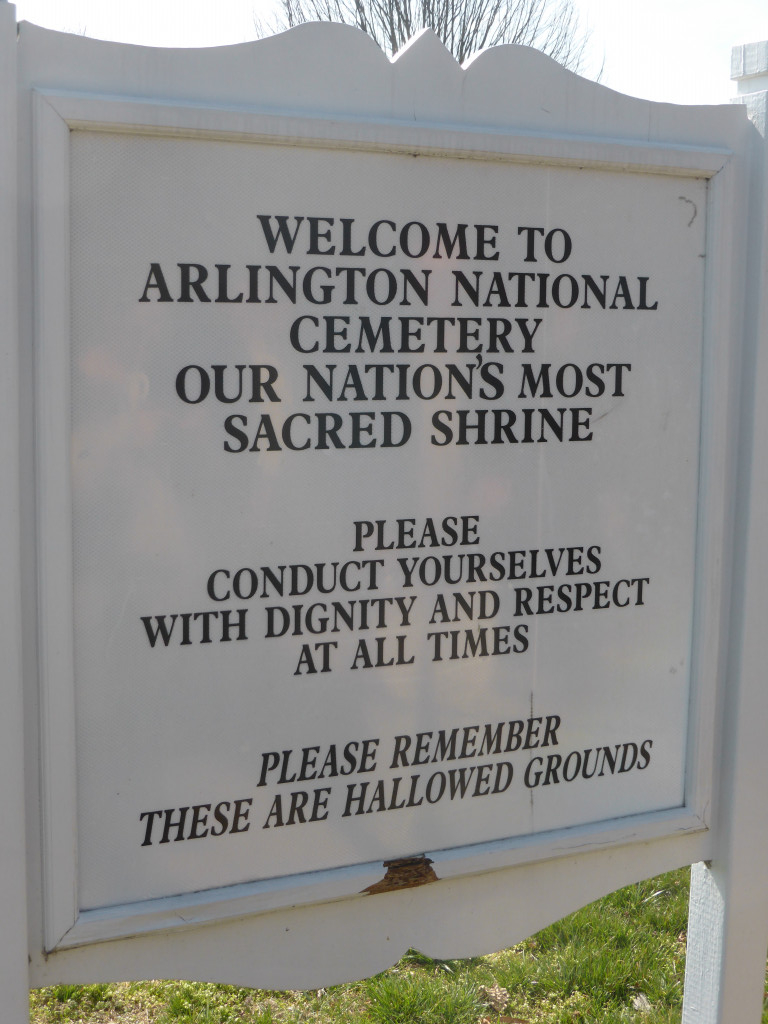 WELCOME TO
ARLINGTON NATIONAL
CEMETERY
OUR NATION'S MOST
SACRED SHRINE
PLEASE
CONDUCT YOURSELVES
WITH DIGNITY AND RESPECT
AT ALL TIMES
PLEASE REMEMBER
THESE ARE HALLOWED GROUNDS